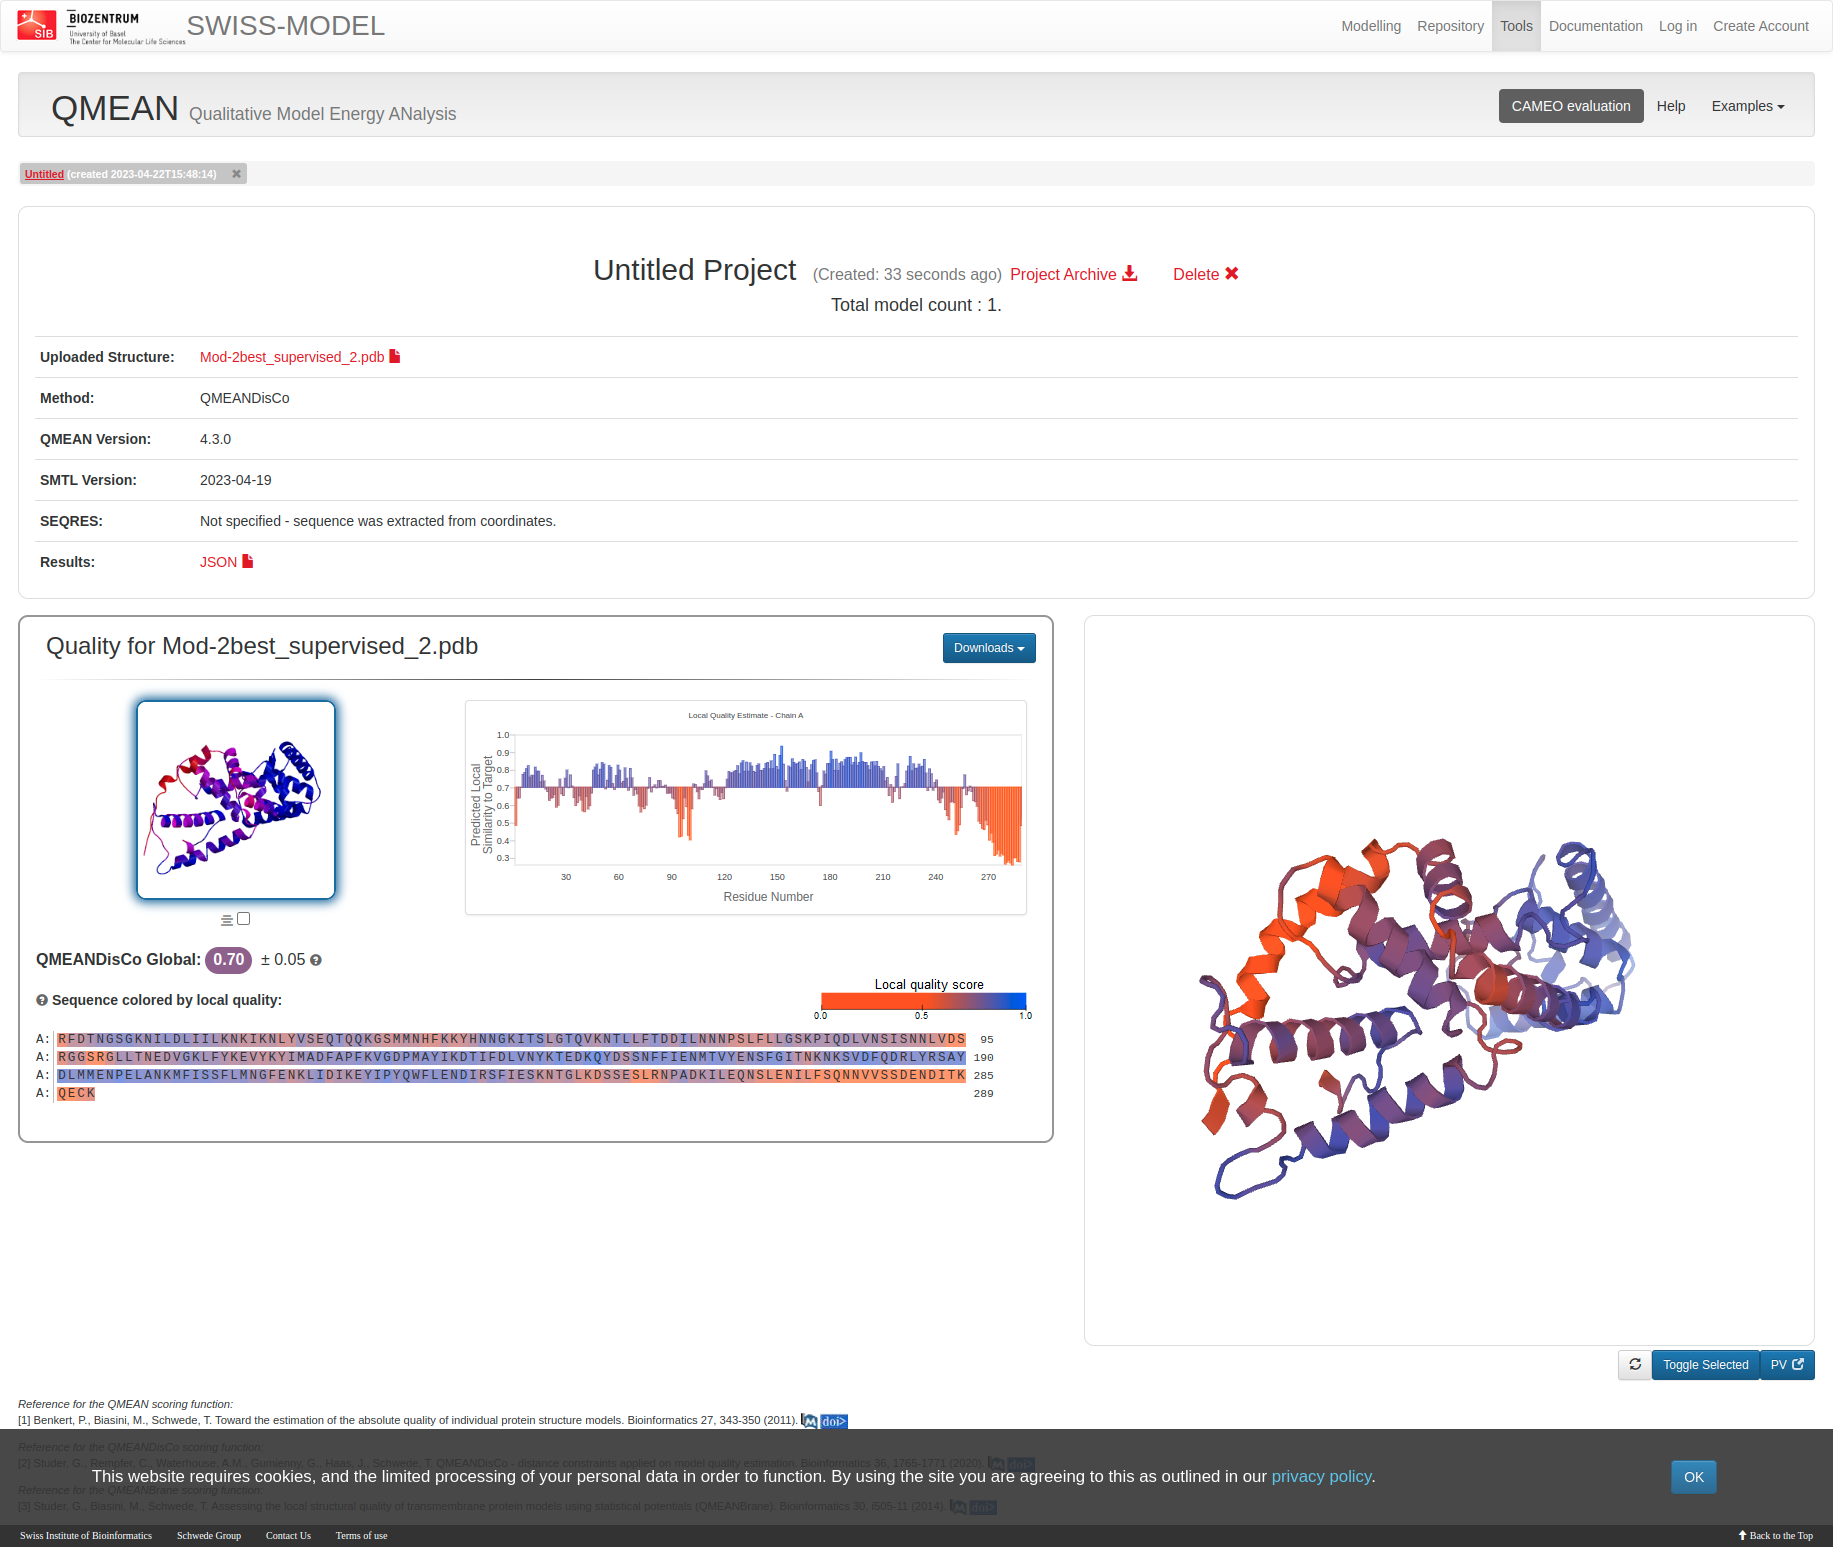 SIB
BIOZENTRUM
University of Basel
The Center for Molecular Life Sciences
SWISS-MODEL
Modelling Repository Tools Documentation Log in Create Account
QMEAN Qualitative Model Energy ANalysis
CAMEO evaluation Help Examples
Untitled (created 2023-04-22T15:48:14)
Untitled Project (Created: 33 seconds ago) Project Archive Delete
Total model count : 1.
Uploaded Structure: Mod-2best_supervised_2.pdb
Method: QMEANDisCo
QMEAN Version: 4.3.0
SMTL Version: 2023-04-19
SEQRES: Not specified - sequence was extracted from coordinates.
Results: JSON
Quality for Mod-2best_supervised_2.pdb
Downloads
Local Quality Estimate - Chain A
Predicted Local
Similarity to Target
1.0
0.9
0.8
0.7
0.6
0.5
0.4
0.3
30 60 90 120 150 180 210 240 270
Residue Number
QMEANDisCo Global: 0.70 ± 0.05
Sequence colored by local quality:
Local quality score
0.0 0.5 1.0
A: RFDTNGSGKNILDLIILKNKIKNLYVSEQTQQKGSMMNHFKKYHNNGKITSLGTQVKNTLLFTDDILNNNPSLFLLGSKPIQDLVNSISNNLVDS 95
A: RGGSRGLLTNEDVGKLFYKEVYKYIMADFAPFKVGDPMAYIKDTIFDLVNYKTEDKQYDSSNFFIENMTVYENSFGITNKNKSVDFQDRLYRSAY 190
A: DLMMENPELANKMFISSFLMNGFENKLIDIKEYIPYQWFLENDIRSFIESKNTGLKDSSESLRNPADKILEQNSLENILFSQNNVVSSDENDITK 285
A: QECK 289
Toggle Selected PV
Reference for the QMEAN scoring function:
[1] Benkert, P., Biasini, M., Schwede, T. Toward the estimation of the absolute quality of individual protein structure models. Bioinformatics 27, 343-350 (2011). M doi>
Reference for the QMEANDisCo scoring function:
[2] Studer, G., Rempfer, C., Waterhouse, A.M., Gumienny, G., Haas, J., Schwede, T. QMEANDisCo - distance constraints applied on model quality estimation. Bioinformatics 36, 1765-1771 (2020). M doi>
This website requires cookies, and the limited processing of your personal data in order to function. By using the site you are agreeing to this as outlined in our privacy policy.
OK
Reference for the QMEANBrane scoring function:
[3] Studer, G., Biasini, M., Schwede, T. Assessing the local structural quality of transmembrane protein models using statistical potentials (QMEANBrane). Bioinformatics 30, i505-11 (2014). M doi>
Swiss Institute of Bioinformatics Schwede Group Contact Us Terms of use
Back to the Top